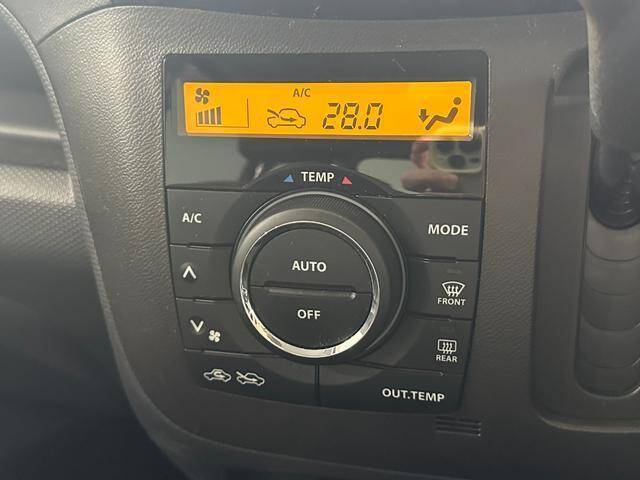 A/C
28.0
TEMP
A/C
MODE
AUTO
OFF
FRONT
REAR
OUT.TEMP